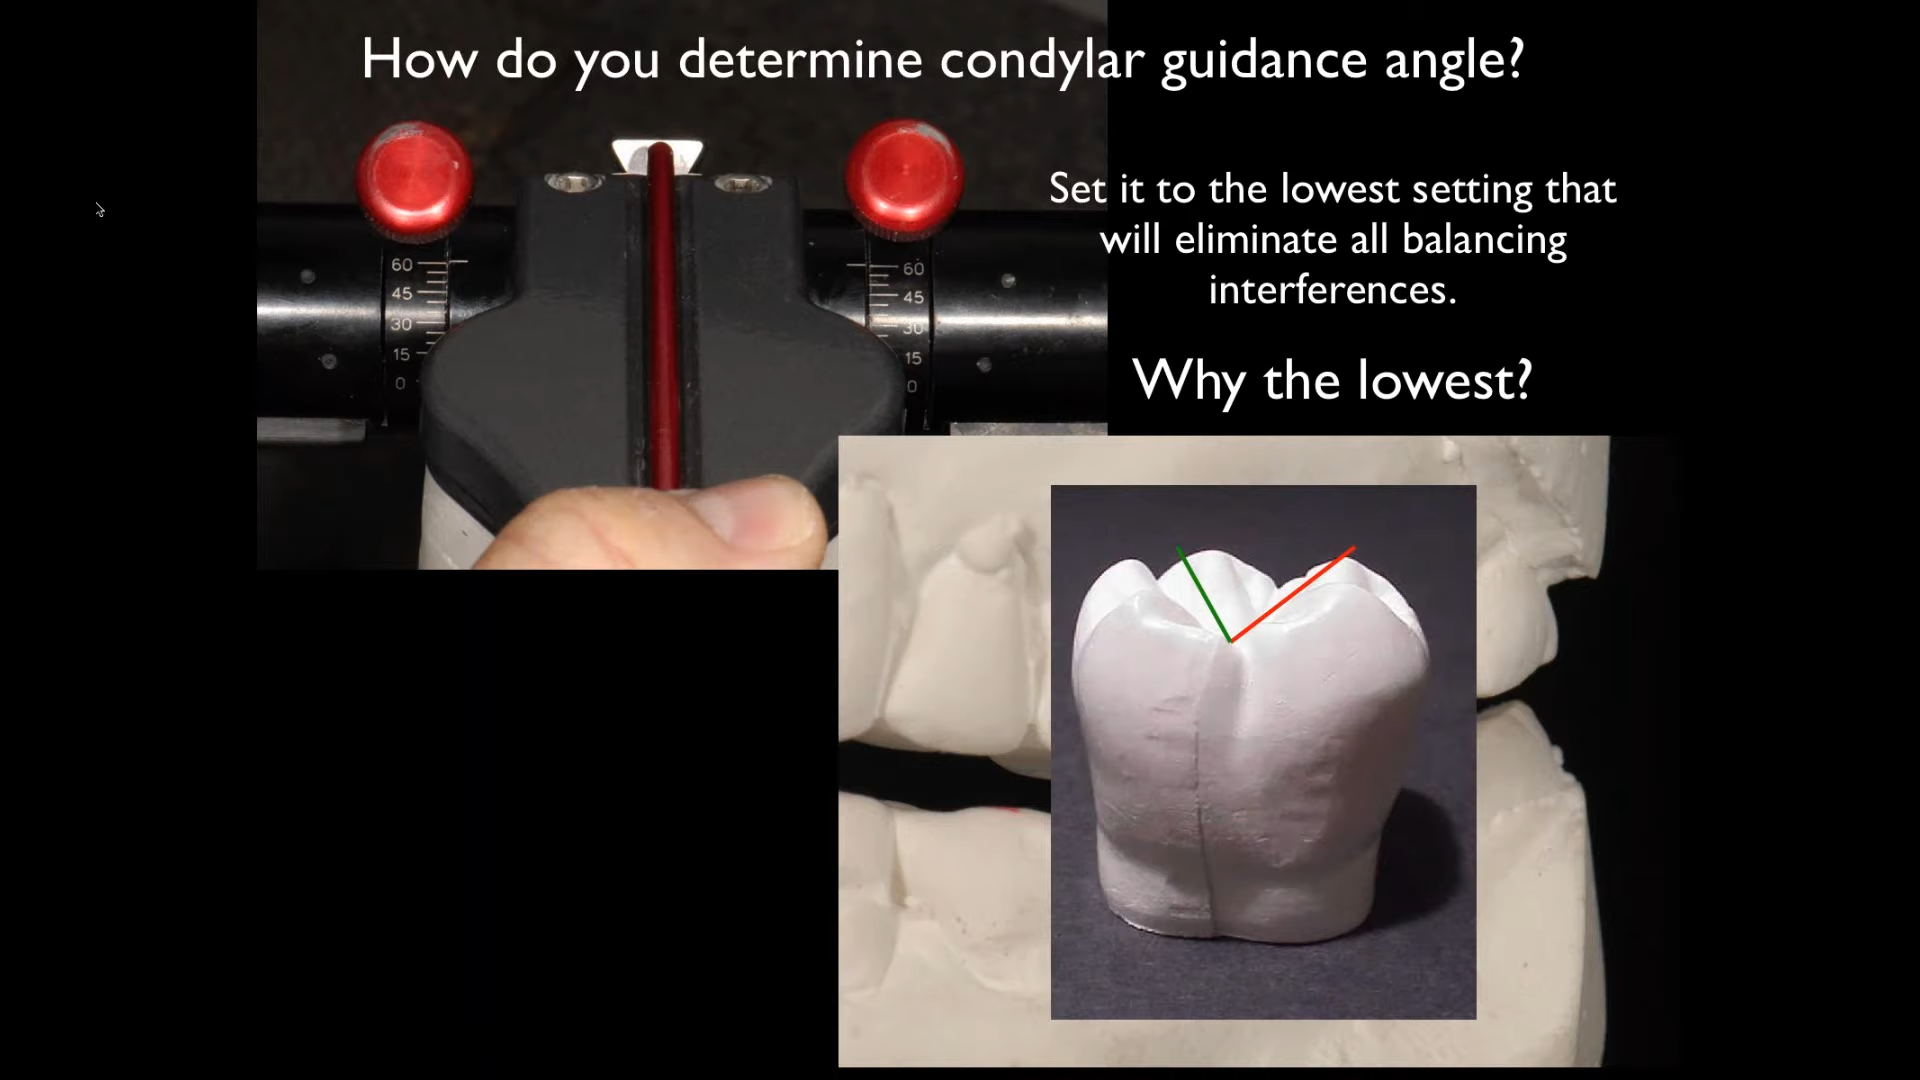 How do you determine condylar guidance angle?
Set it to the lowest setting that
will eliminate all balancing
interferences.
Why the lowest?
60
45
30
15
0
60
45
30
15
0